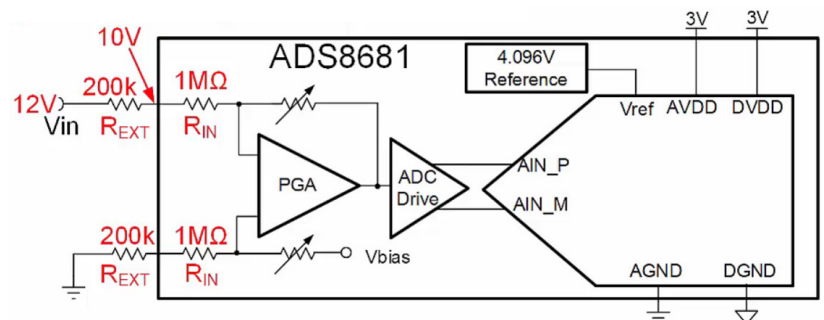 10V
ADS8681
4.096V
Reference
3V
3V
200k
1MΩ
12V
Vin
REXT
RIN
Vref
AVDD
DVDD
PGA
ADC
Drive
AIN_P
AIN_M
200k
1MΩ
REXT
RIN
Vbias
AGND
DGND